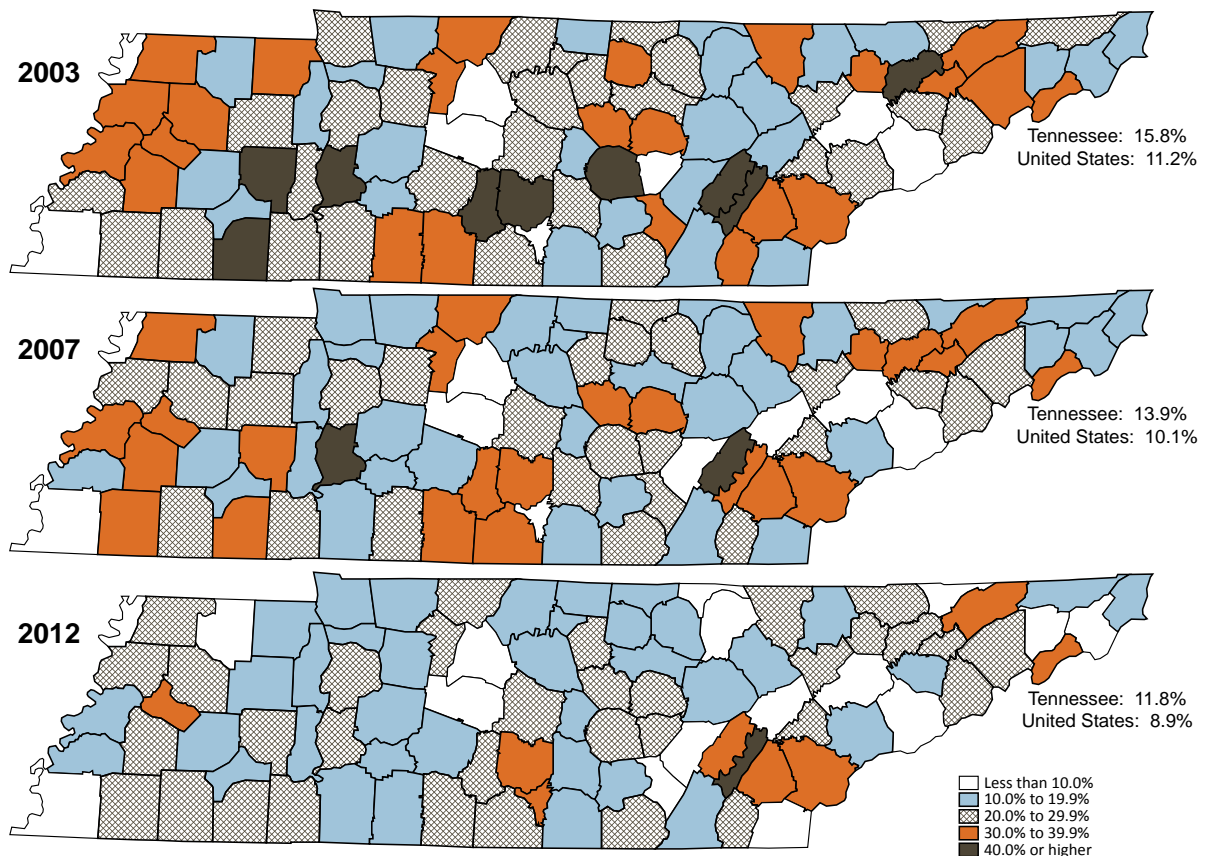 2003
Tennessee: 15.8%
United States: 11.2%
2007
Tennessee: 13.9%
United States: 10.1%
2012
Tennessee: 11.8%
United States: 8.9%
Less than 10.0%
10.0% to 19.9%
20.0% to 29.9%
30.0% to 39.9%
40.0% or higher